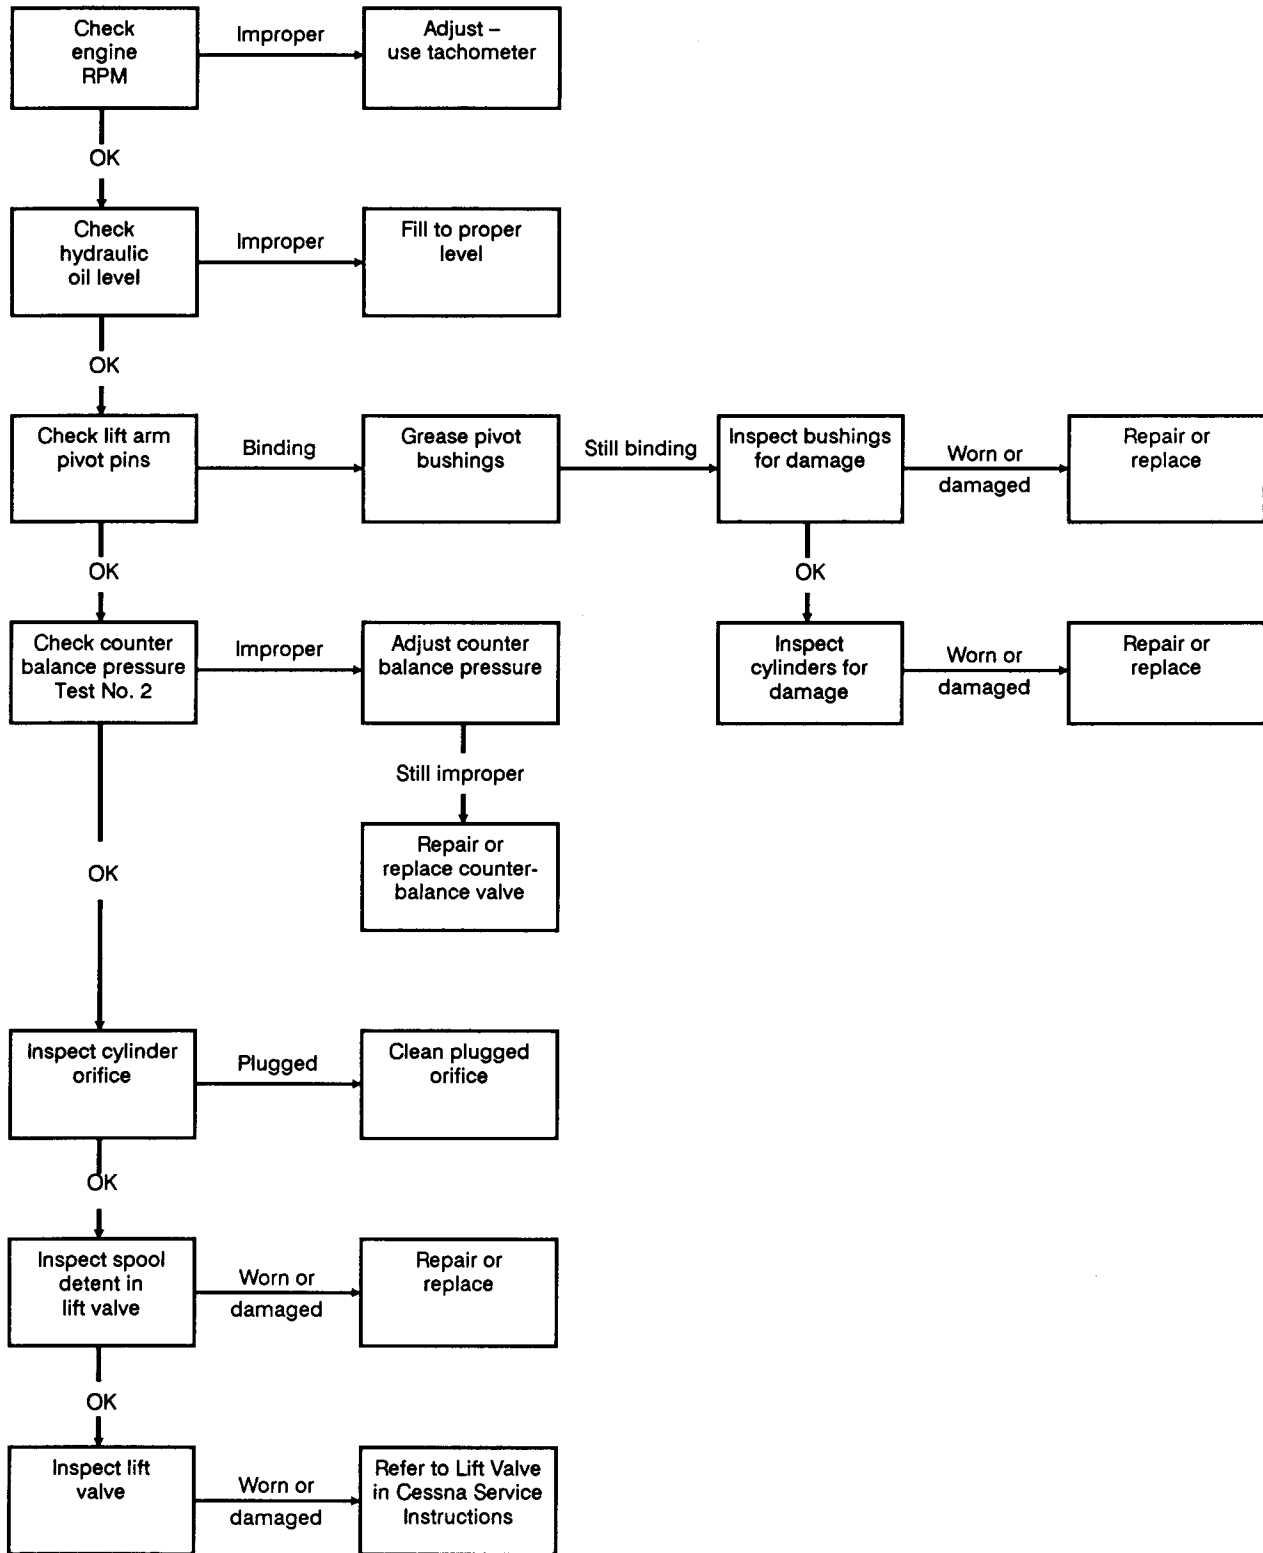 Check
engine
RPM
Improper
Adjust –
use tachometer
OK
Check
hydraulic
oil level
Improper
Fill to proper
level
OK
Check lift arm
pivot pins
Binding
Grease pivot
bushings
Still binding
Inspect bushings
for damage
Worn or
damaged
Repair or
replace
OK
OK
Check counter
balance pressure
Test No. 2
Improper
Adjust counter
balance pressure
Inspect
cylinders for
damage
Worn or
damaged
Repair or
replace
Still improper
Repair or
replace counter-
balance valve
OK
Inspect cylinder
orifice
Plugged
Clean plugged
orifice
OK
Inspect spool
detent in
lift valve
Worn or
damaged
Repair or
replace
OK
Inspect lift
valve
Worn or
damaged
Refer to Lift Valve
in Cessna Service
Instructions